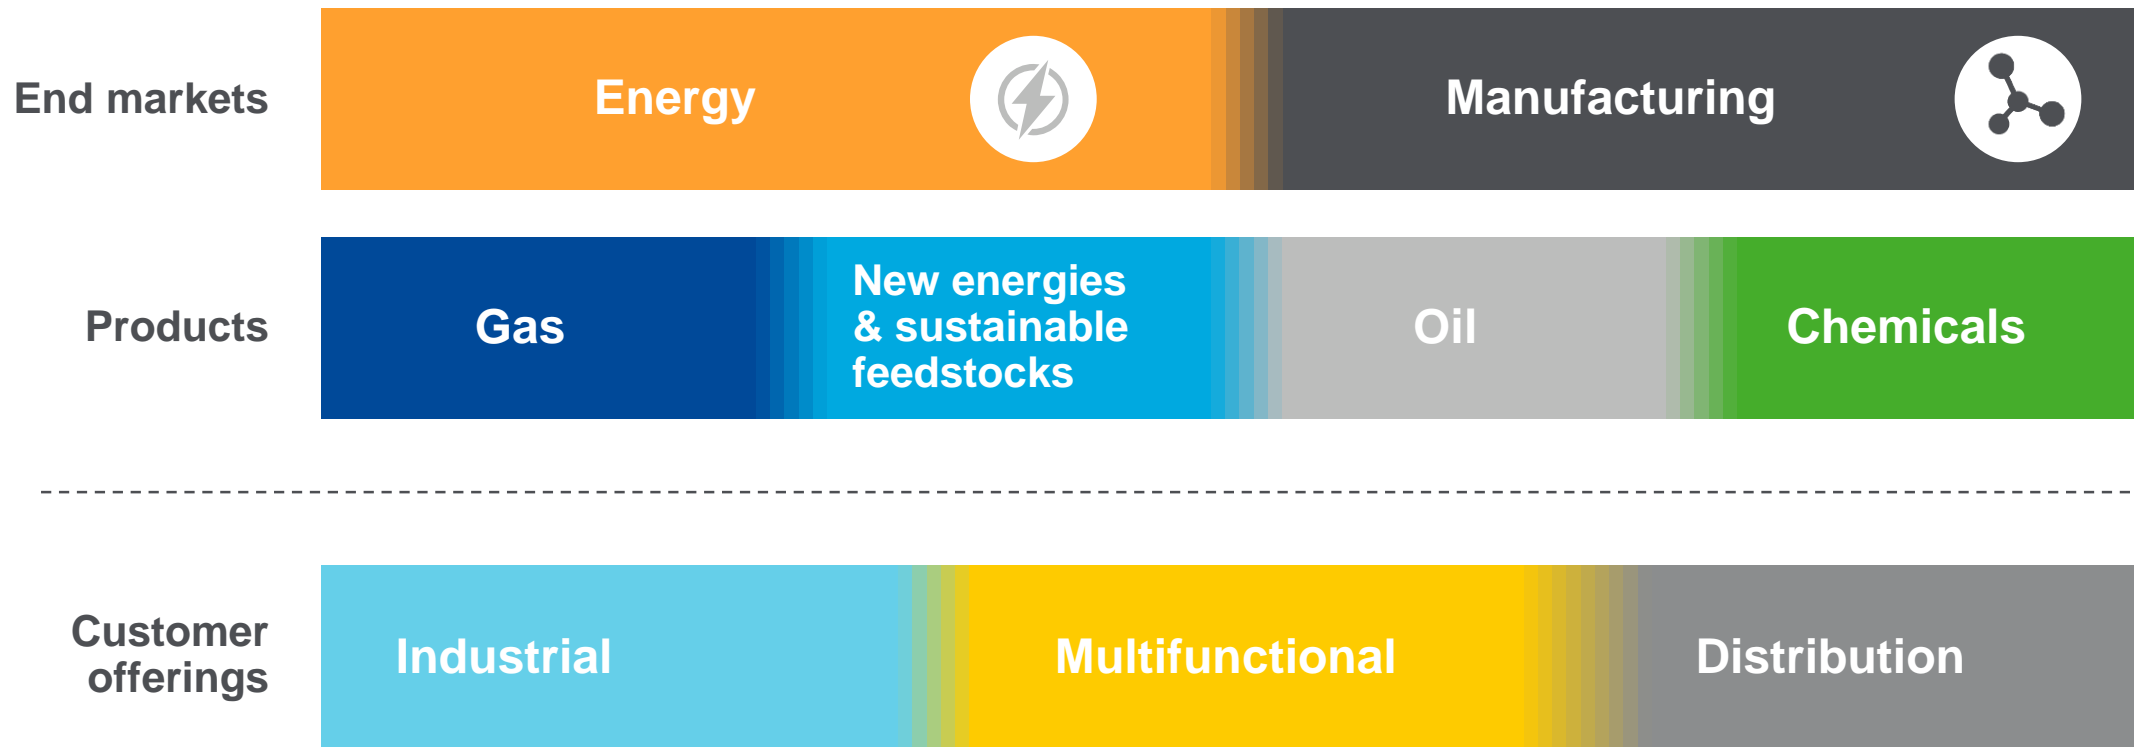 End markets
Energy
Manufacturing
Products
Gas
New energies
& sustainable
feedstocks
Oil
Chemicals
Customer
offerings
Industrial
Multifunctional
Distribution